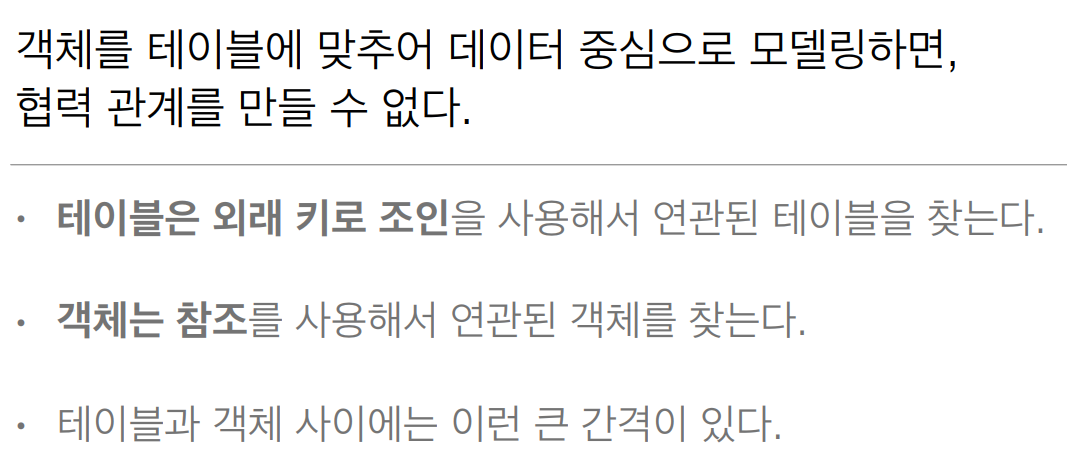 객체를 테이블에 맞추어 데이터 중심으로 모델링하면,
협력 관계를 만들 수 없다.
• 테이블은 외래 키로 조인을 사용해서 연관된 테이블을 찾는다.
• 객체는 참조를 사용해서 연관된 객체를 찾는다.
• 테이블과 객체 사이에는 이런 큰 간격이 있다.